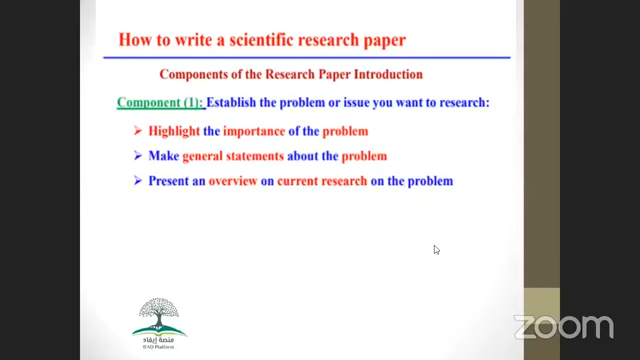 How to write a scientific research paper
Components of the Research Paper Introduction
Component (1): Establish the problem or issue you want to research:
Highlight the importance of the problem
Make general statements about the problem
Present an overview on current research on the problem
منصة إيفاد
IFAD Platform
zoom